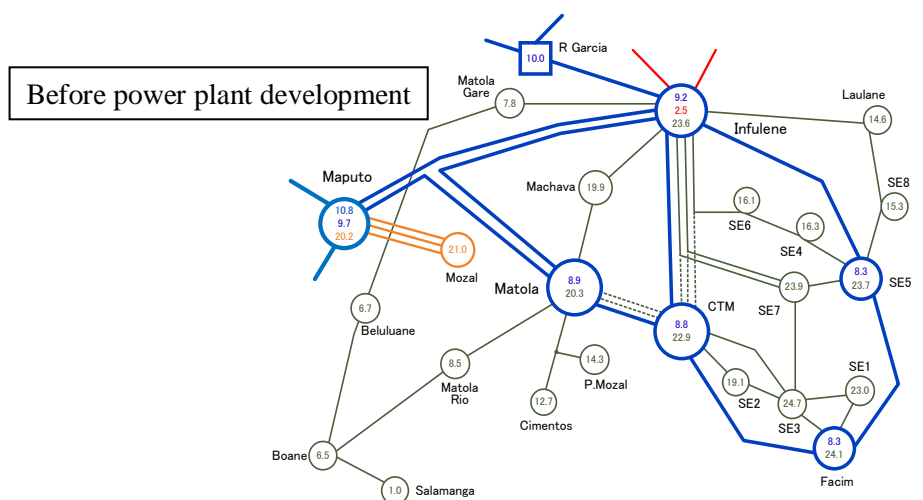 R Garcia
10.0
Before power plant development
Matola
Gare
7.8
9.2
2.5
23.6
Infulene
Laulane
14.6
Maputo
10.8
9.7
20.2
Machava
19.9
16.1
SE6
16.3
SE4
15.3
SE8
21.0
Mozal
Matola
8.9
20.3
23.9
SE7
8.3
23.7
SE5
6.7
Beluluane
CTM
8.8
22.9
8.5
Matola
Rio
14.3
P.Mozal
12.7
Cimentos
19.1
SE2
24.7
SE3
SE1
23.0
Boane
6.5
8.3
24.1
Facim
1.0
Salamanga